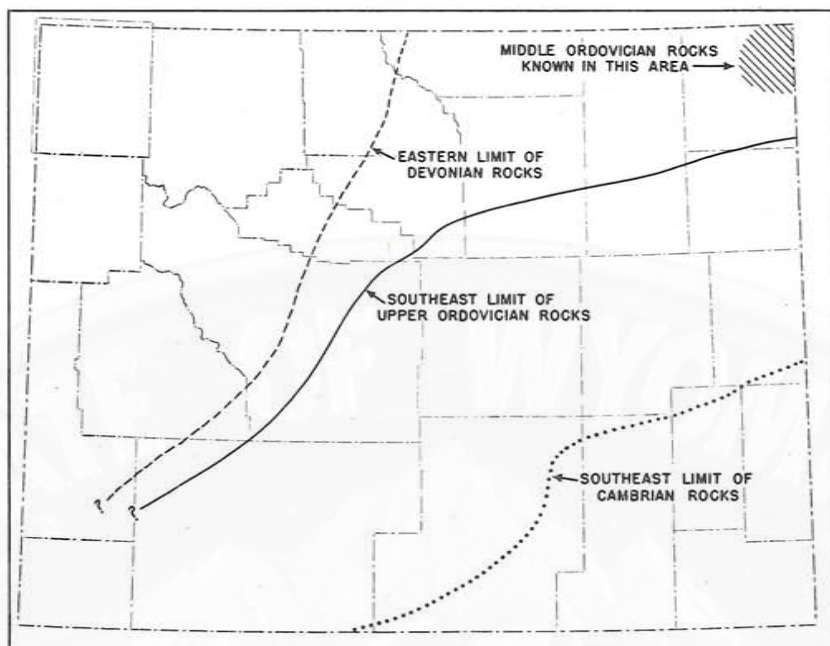 MIDDLE ORDOVICIAN ROCKS
KNOWN IN THIS AREA
EASTERN LIMIT OF
DEVONIAN ROCKS
SOUTHEAST LIMIT OF
UPPER ORDOVICIAN ROCKS
SOUTHEAST LIMIT OF
CAMBRIAN ROCKS
?
?